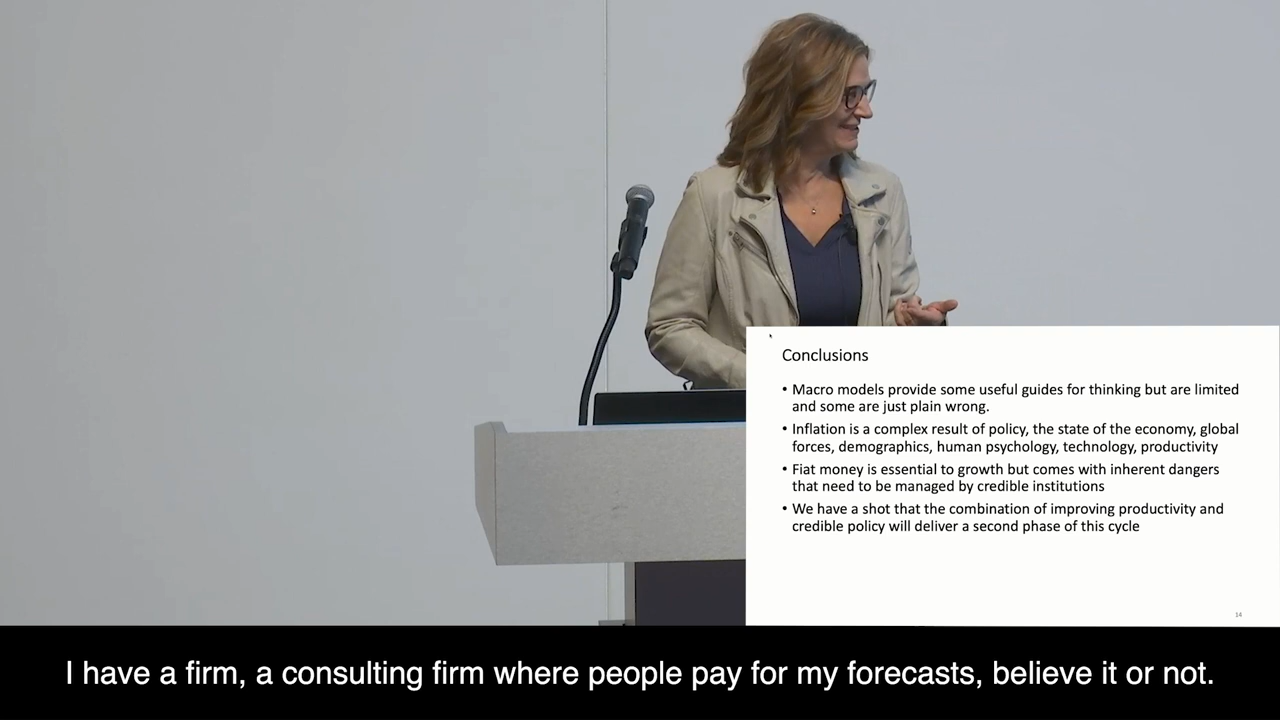 Conclusions
• Macro models provide some useful guides for thinking but are limited
and some are just plain wrong.
• Inflation is a complex result of policy, the state of the economy, global
forces, demographics, human psychology, technology, productivity
• Fiat money is essential to growth but comes with inherent dangers
that need to be managed by credible institutions
• We have a shot that the combination of improving productivity and
credible policy will deliver a second phase of this cycle
14
I have a firm, a consulting firm where people pay for my forecasts, believe it or not.